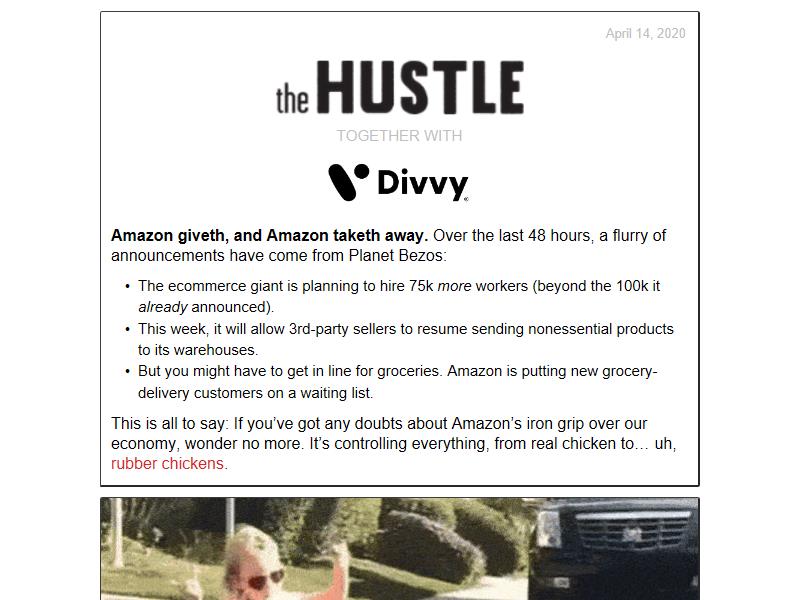 April 14, 2020
the HUSTLE
TOGETHER WITH
Divvy
Amazon giveth, and Amazon taketh away. Over the last 48 hours, a flurry of
announcements have come from Planet Bezos:
• The ecommerce giant is planning to hire 75k more workers (beyond the 100k it
already announced).
• This week, it will allow 3rd-party sellers to resume sending nonessential products
to its warehouses.
• But you might have to get in line for groceries. Amazon is putting new grocery-
delivery customers on a waiting list.
This is all to say: If you’ve got any doubts about Amazon’s iron grip over our
economy, wonder no more. It’s controlling everything, from real chicken to… uh,
rubber chickens.